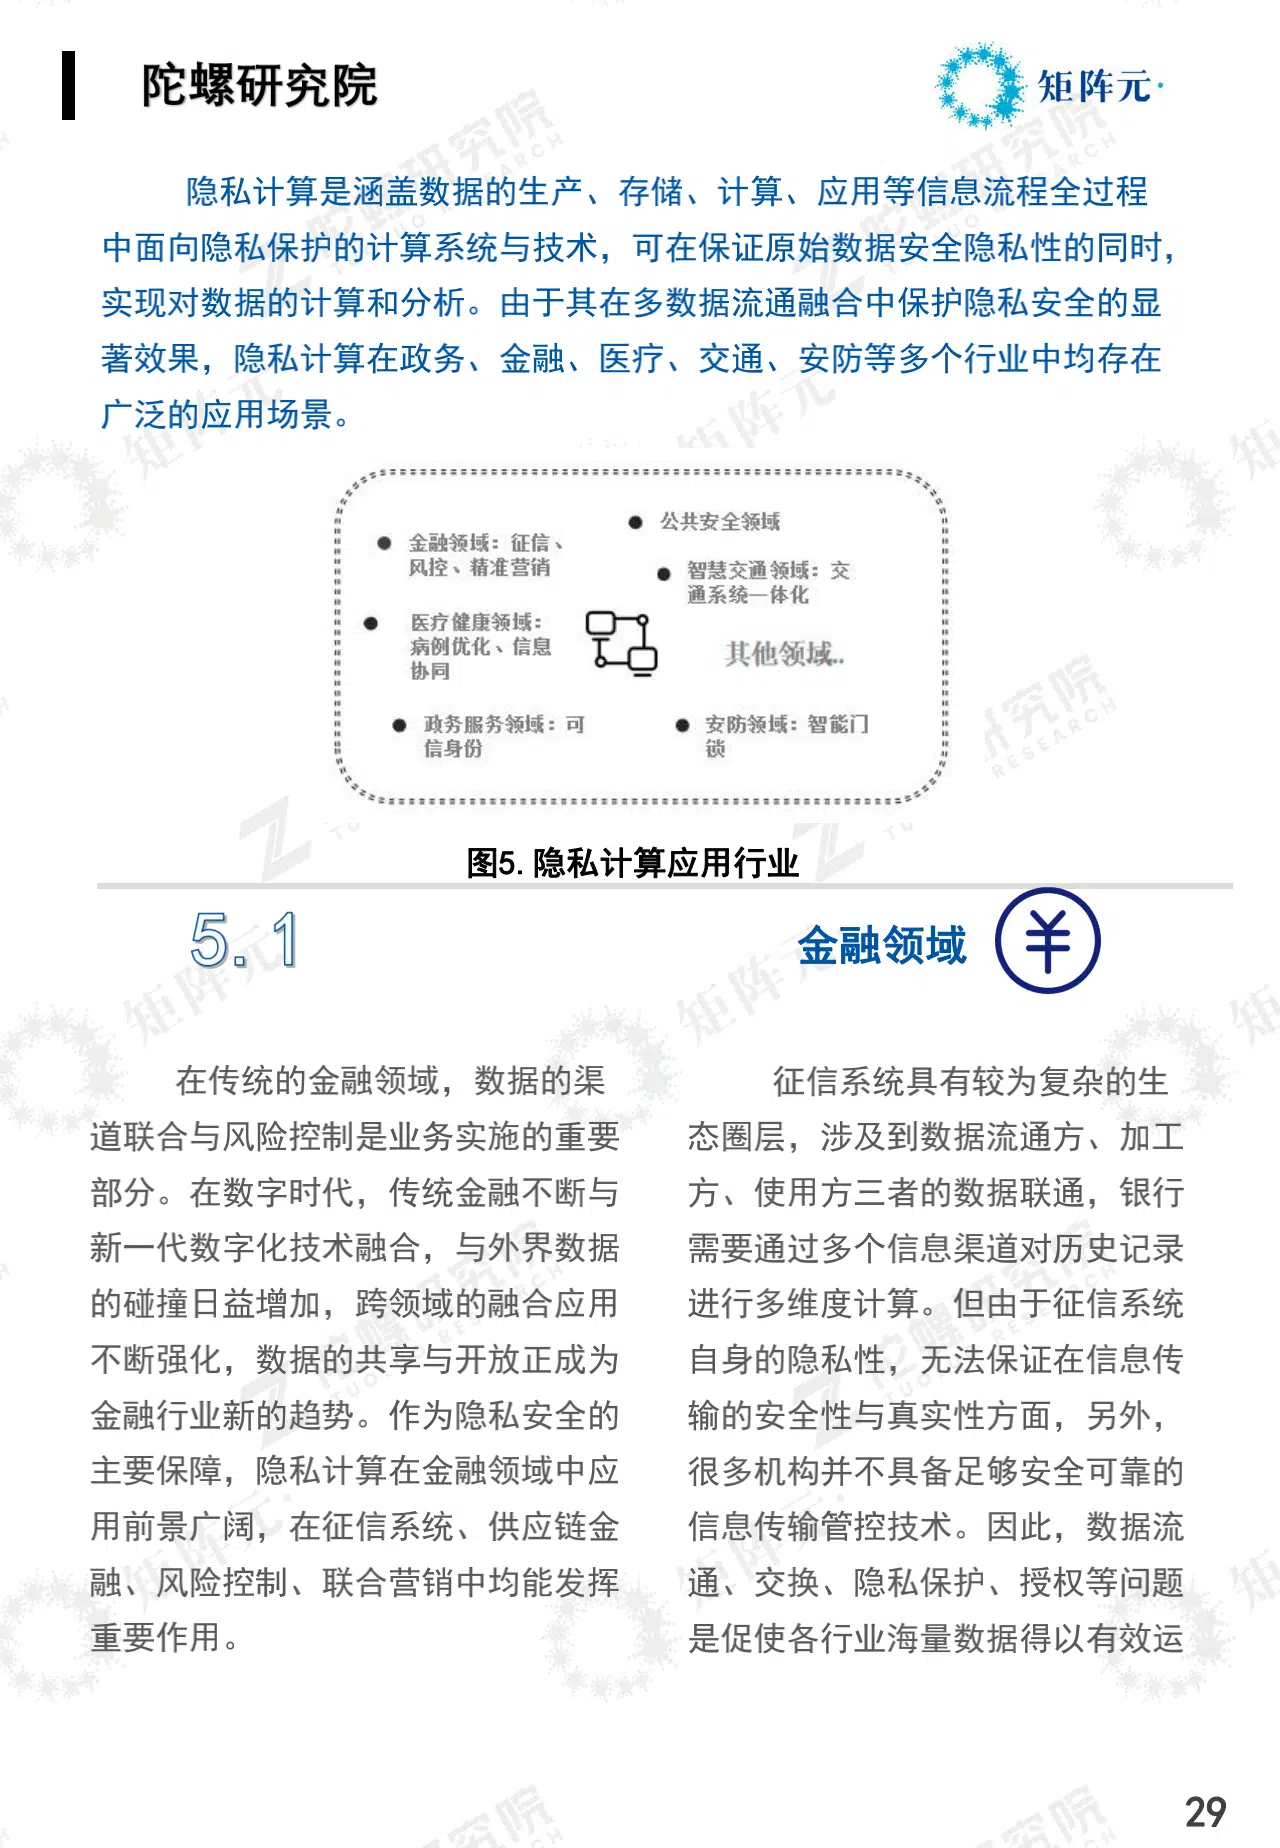 陀螺研究院
矩阵元
隐私计算是涵盖数据的生产、存储、计算、应用等信息流程全过程
中面向隐私保护的计算系统与技术，可在保证原始数据安全隐私性的同时，
实现对数据的计算和分析。由于其在多数据流通融合中保护隐私安全的显
著效果，隐私计算在政务、金融、医疗、交通、安防等多个行业中均存在
广泛的应用场景。
公共安全领域
金融领域：征信、
风控、精准营销
智慧交通领域：交
通系统一体化
医疗健康领域：
病例优化、信息
协同
其他领域..
政务服务领域：可
信身份
安防领域：智能门
锁
图5.隐私计算应用行业
5.1
金融领域
在传统的金融领域，数据的渠
道联合与风险控制是业务实施的重要
部分。在数字时代，传统金融不断与
新一代数字化技术融合，与外界数据
的碰撞日益增加，跨领域的融合应用
不断强化，数据的共享与开放正成为
金融行业新的趋势。作为隐私安全的
主要保障，隐私计算在金融领域中应
用前景广阔，在征信系统、供应链金
融、风险控制、联合营销中均能发挥
重要作用。
征信系统具有较为复杂的生
态圈层，涉及到数据流通方、加工
方、使用方三者的数据联通，银行
需要通过多个信息渠道对历史记录
进行多维度计算。但由于征信系统
自身的隐私性，无法保证在信息传
输的安全性与真实性方面，另外，
很多机构并不具备足够安全可靠的
信息传输管控技术。因此，数据流
通、交换、隐私保护、授权等问题
是促使各行业海量数据得以有效运
29